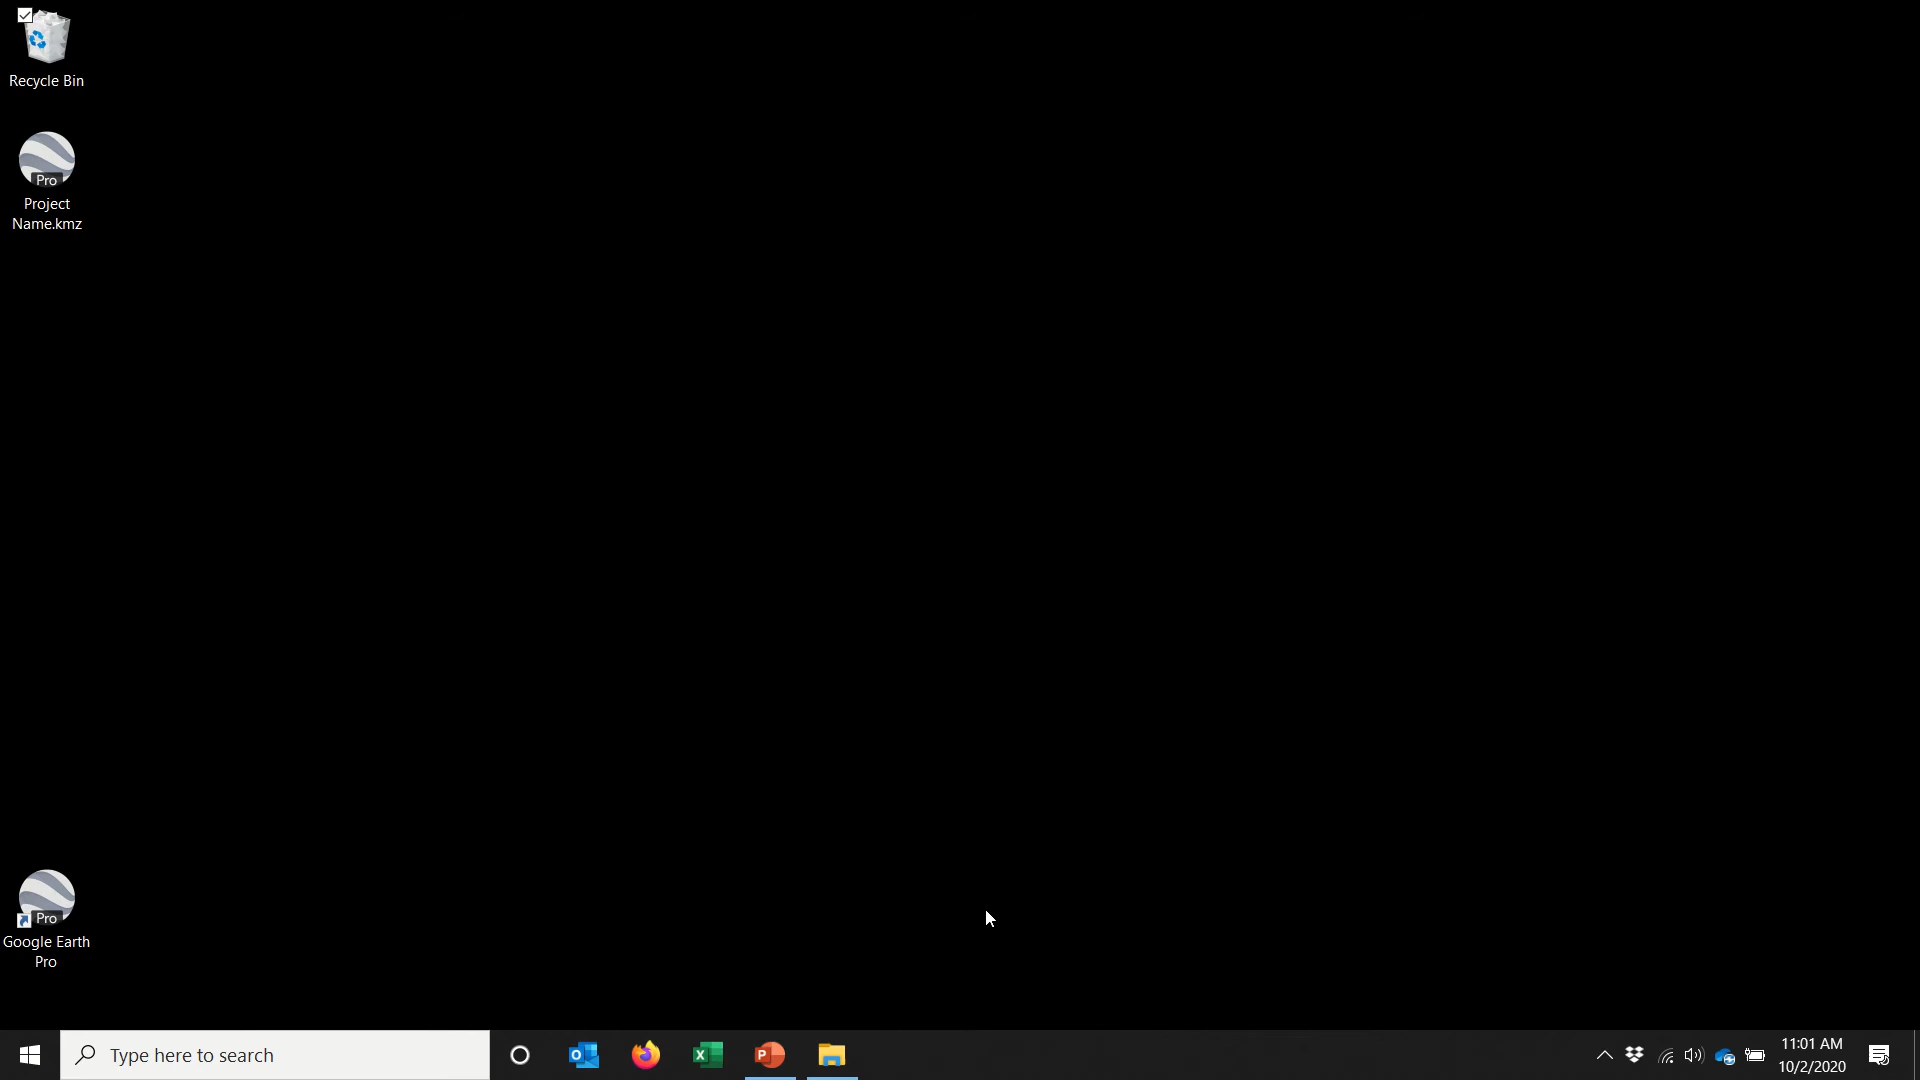 Recycle Bin
Pro
Project
Name.kmz
Pro
Google Earth
Pro
Type here to search
11:01 AM
10/2/2020